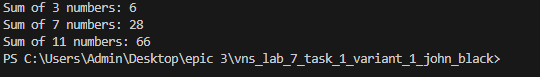 Sum of 3 numbers: 6
Sum of 7 numbers: 28
Sum of 11 numbers: 66
PS C:\Users\Admin\Desktop\epic 3\vns_lab_7_task_1_variant_1_john_black>